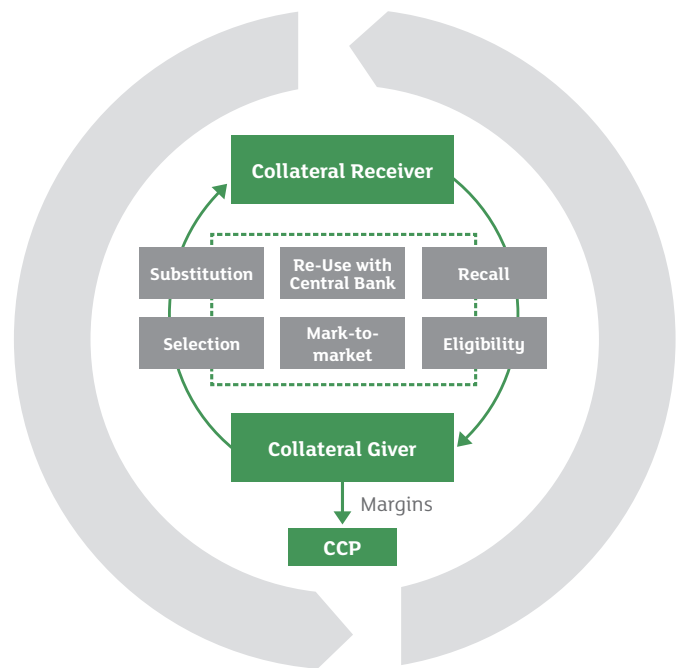 Collateral Receiver
Substitution
Re-Use with
Central Bank
Recall
Selection
Mark-to-
market
Eligibility
Collateral Giver
Margins
CCP